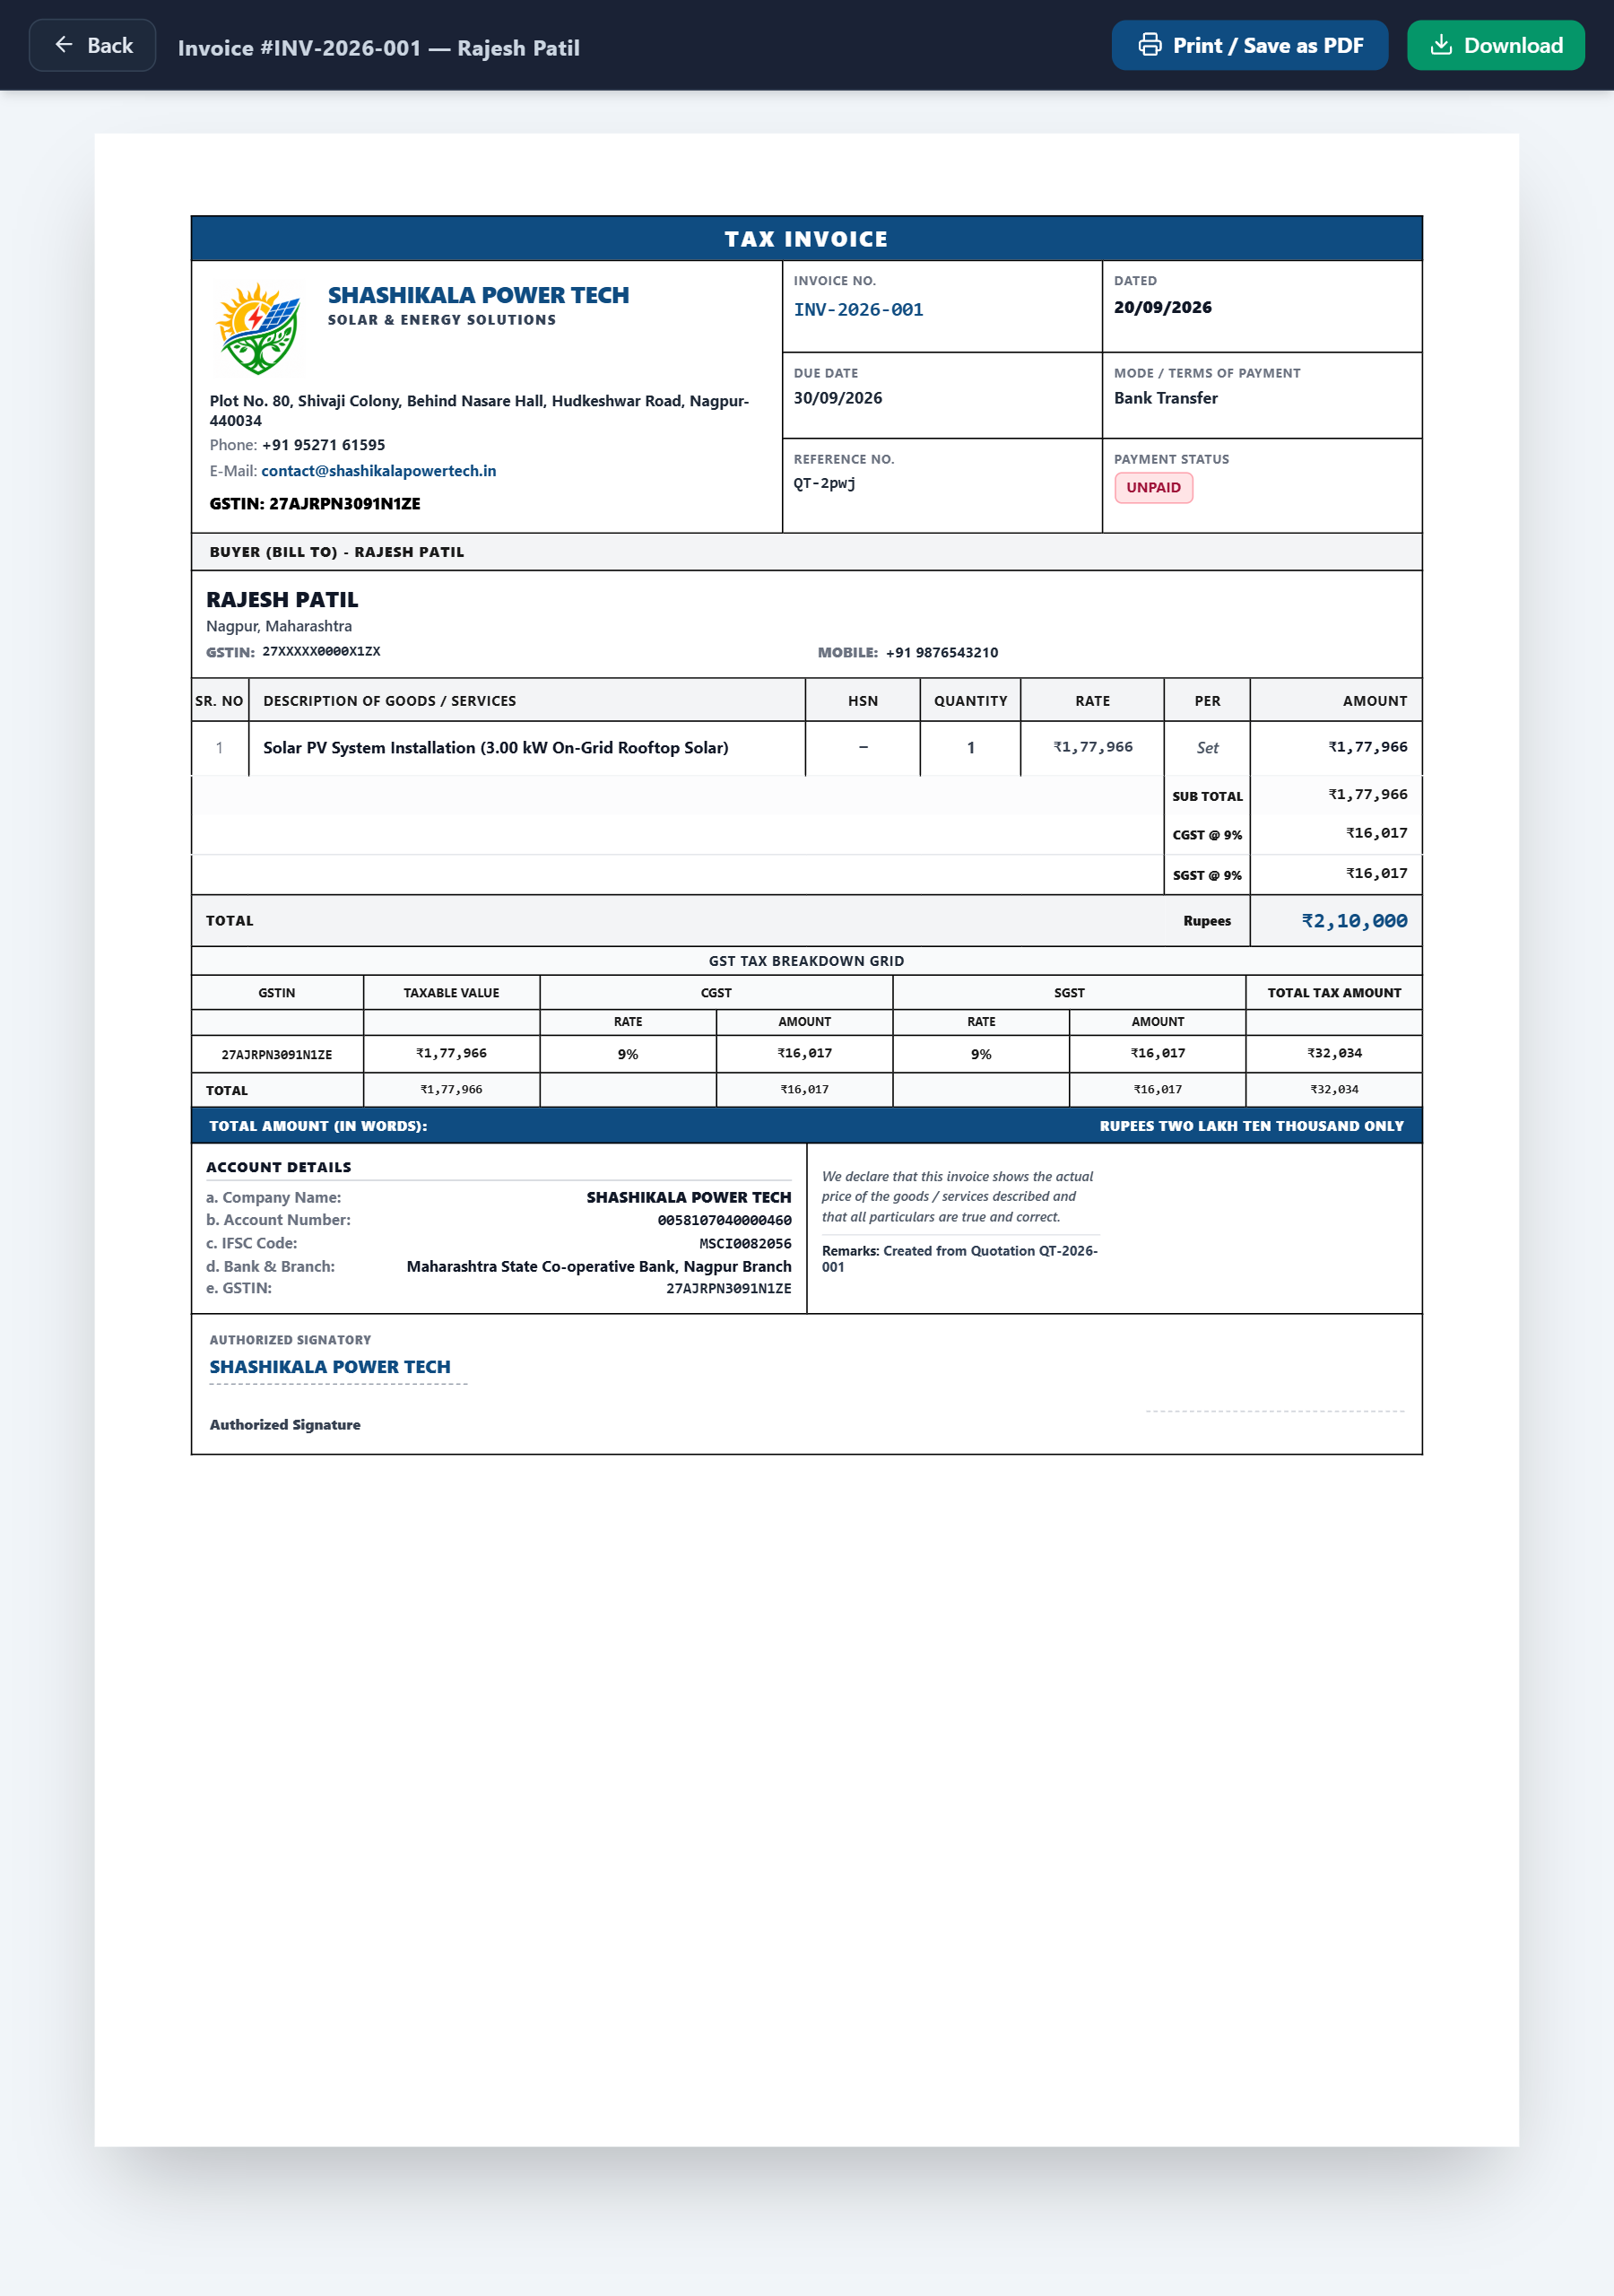 Back
Invoice #INV-2026-001 — Rajesh Patil
Print / Save as PDF
Download
TAX INVOICE
SHASHIKALA POWER TECH
SOLAR & ENERGY SOLUTIONS
Plot No. 80, Shivaji Colony, Behind Nasare Hall, Hudkeshwar Road, Nagpur-
440034
Phone: +91 95271 61595
E-Mail: contact@shashikalapowertech.in
GSTIN: 27AJRPN3091N1ZE
INVOICE NO.
INV-2026-001
DATED
20/09/2026
DUE DATE
30/09/2026
MODE / TERMS OF PAYMENT
Bank Transfer
REFERENCE NO.
QT-2pwj
PAYMENT STATUS
UNPAID
BUYER (BILL TO) - RAJESH PATIL
RAJESH PATIL
Nagpur, Maharashtra
GSTIN: 27XXXXX0000X1ZX MOBILE: +91 9876543210
SR. NO DESCRIPTION OF GOODS / SERVICES HSN QUANTITY RATE PER AMOUNT
1 Solar PV System Installation (3.00 kW On-Grid Rooftop Solar) – 1 ₹1,77,966 Set ₹1,77,966
SUB TOTAL ₹1,77,966
CGST @ 9% ₹16,017
SGST @ 9% ₹16,017
TOTAL Rupees ₹2,10,000
GST TAX BREAKDOWN GRID
GSTIN TAXABLE VALUE CGST SGST TOTAL TAX AMOUNT
RATE AMOUNT RATE AMOUNT
27AJRPN3091N1ZE ₹1,77,966 9% ₹16,017 9% ₹16,017 ₹32,034
TOTAL ₹1,77,966 ₹16,017 ₹16,017 ₹32,034
TOTAL AMOUNT (IN WORDS): RUPEES TWO LAKH TEN THOUSAND ONLY
ACCOUNT DETAILS
a. Company Name: SHASHIKALA POWER TECH
b. Account Number: 0058107040000460
c. IFSC Code: MSCI0082056
d. Bank & Branch: Maharashtra State Co-operative Bank, Nagpur Branch
e. GSTIN: 27AJRPN3091N1ZE
We declare that this invoice shows the actual
price of the goods / services described and
that all particulars are true and correct.
Remarks: Created from Quotation QT-2026-
001
AUTHORIZED SIGNATORY
SHASHIKALA POWER TECH
Authorized Signature